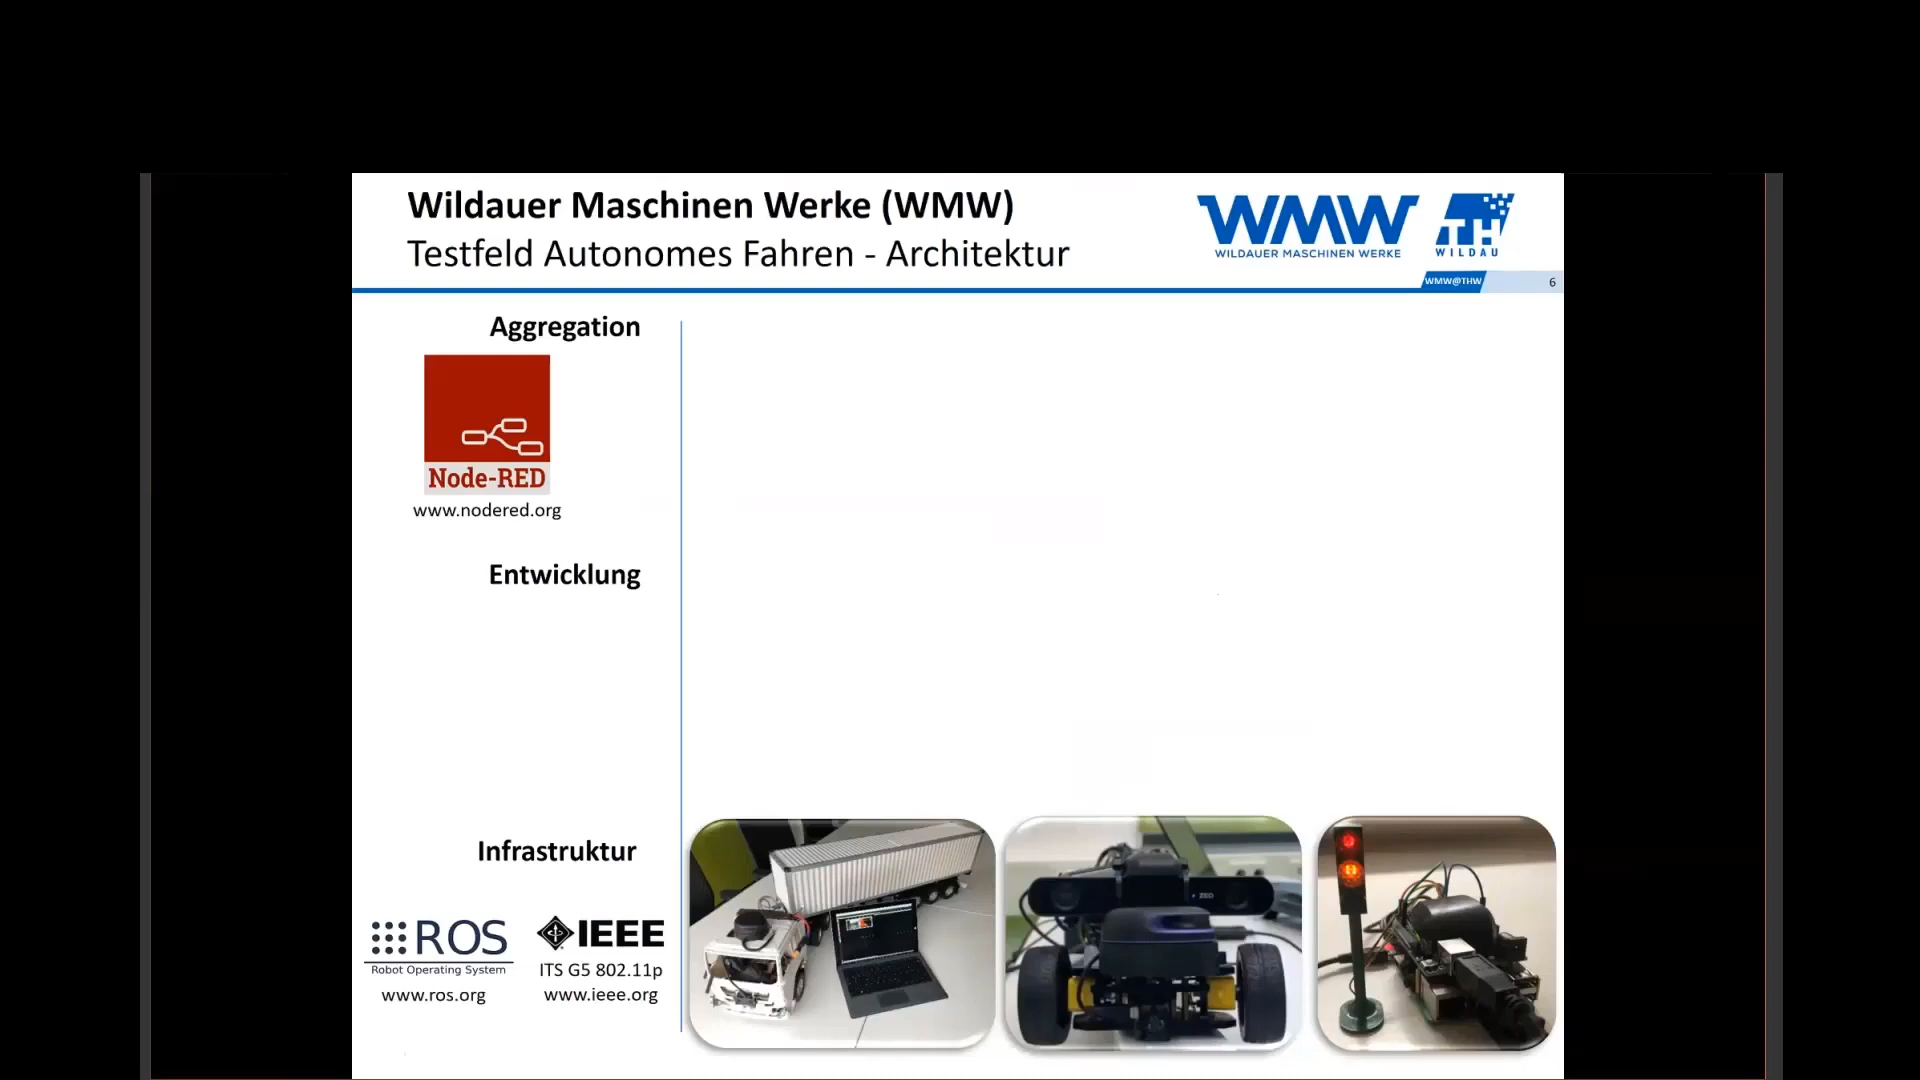 Wildauer Maschinen Werke (WMW)
Testfeld Autonomes Fahren - Architektur
WMW
WILDAUER MASCHINEN WERKE
TH
WILDAU
WMW@THW
6
Aggregation
Node-RED
www.nodered.org
Entwicklung
Infrastruktur
ROS
Robot Operating System
www.ros.org
IEEE
ITS G5 802.11p
www.ieee.org
ZED